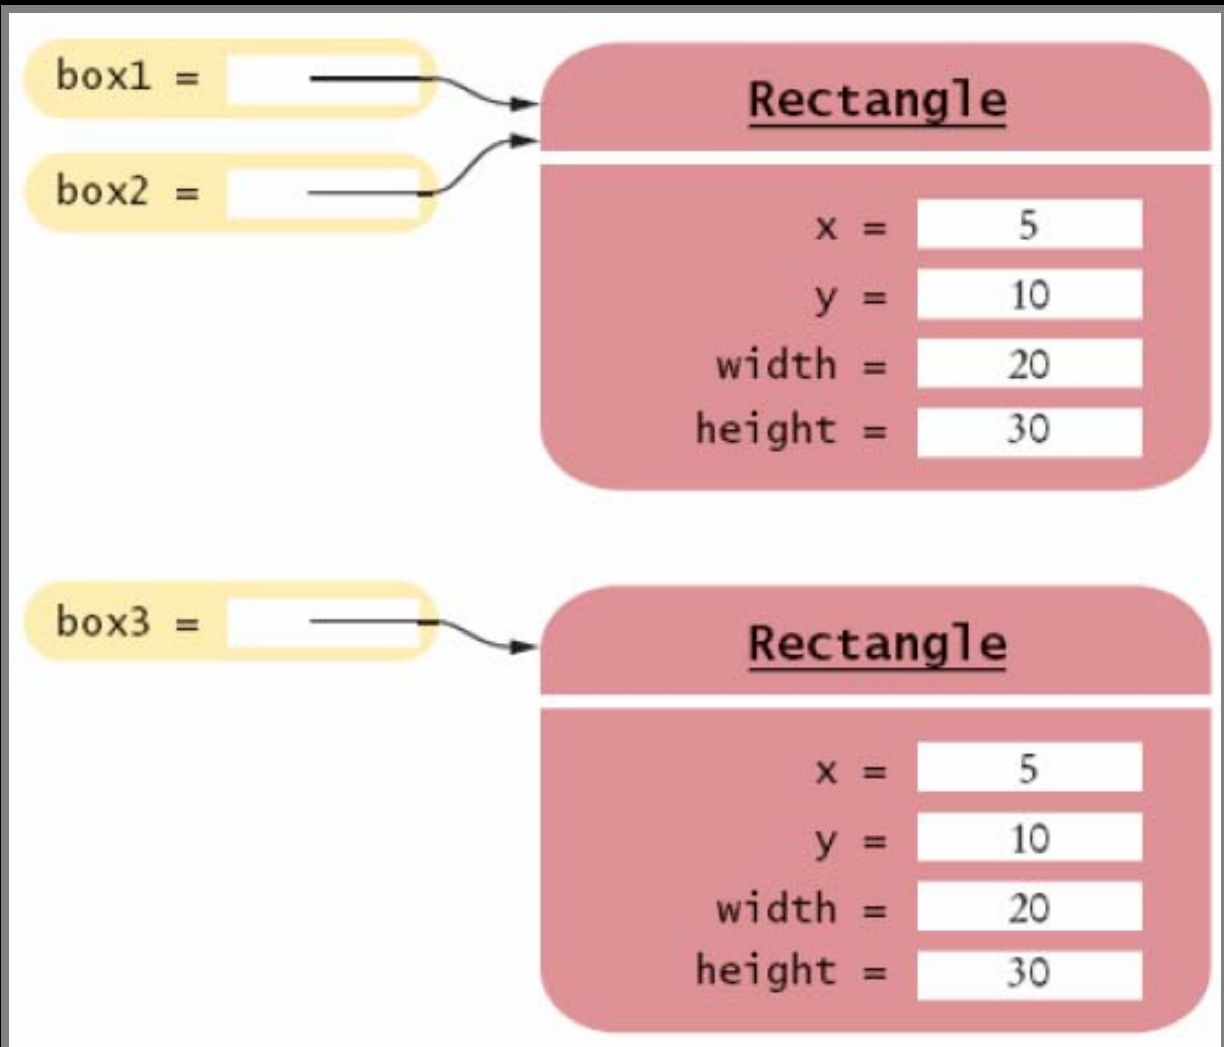 box1 =
Rectangle
box2 =
x = 5
y = 10
width = 20
height = 30
box3 =
Rectangle
x = 5
y = 10
width = 20
height = 30